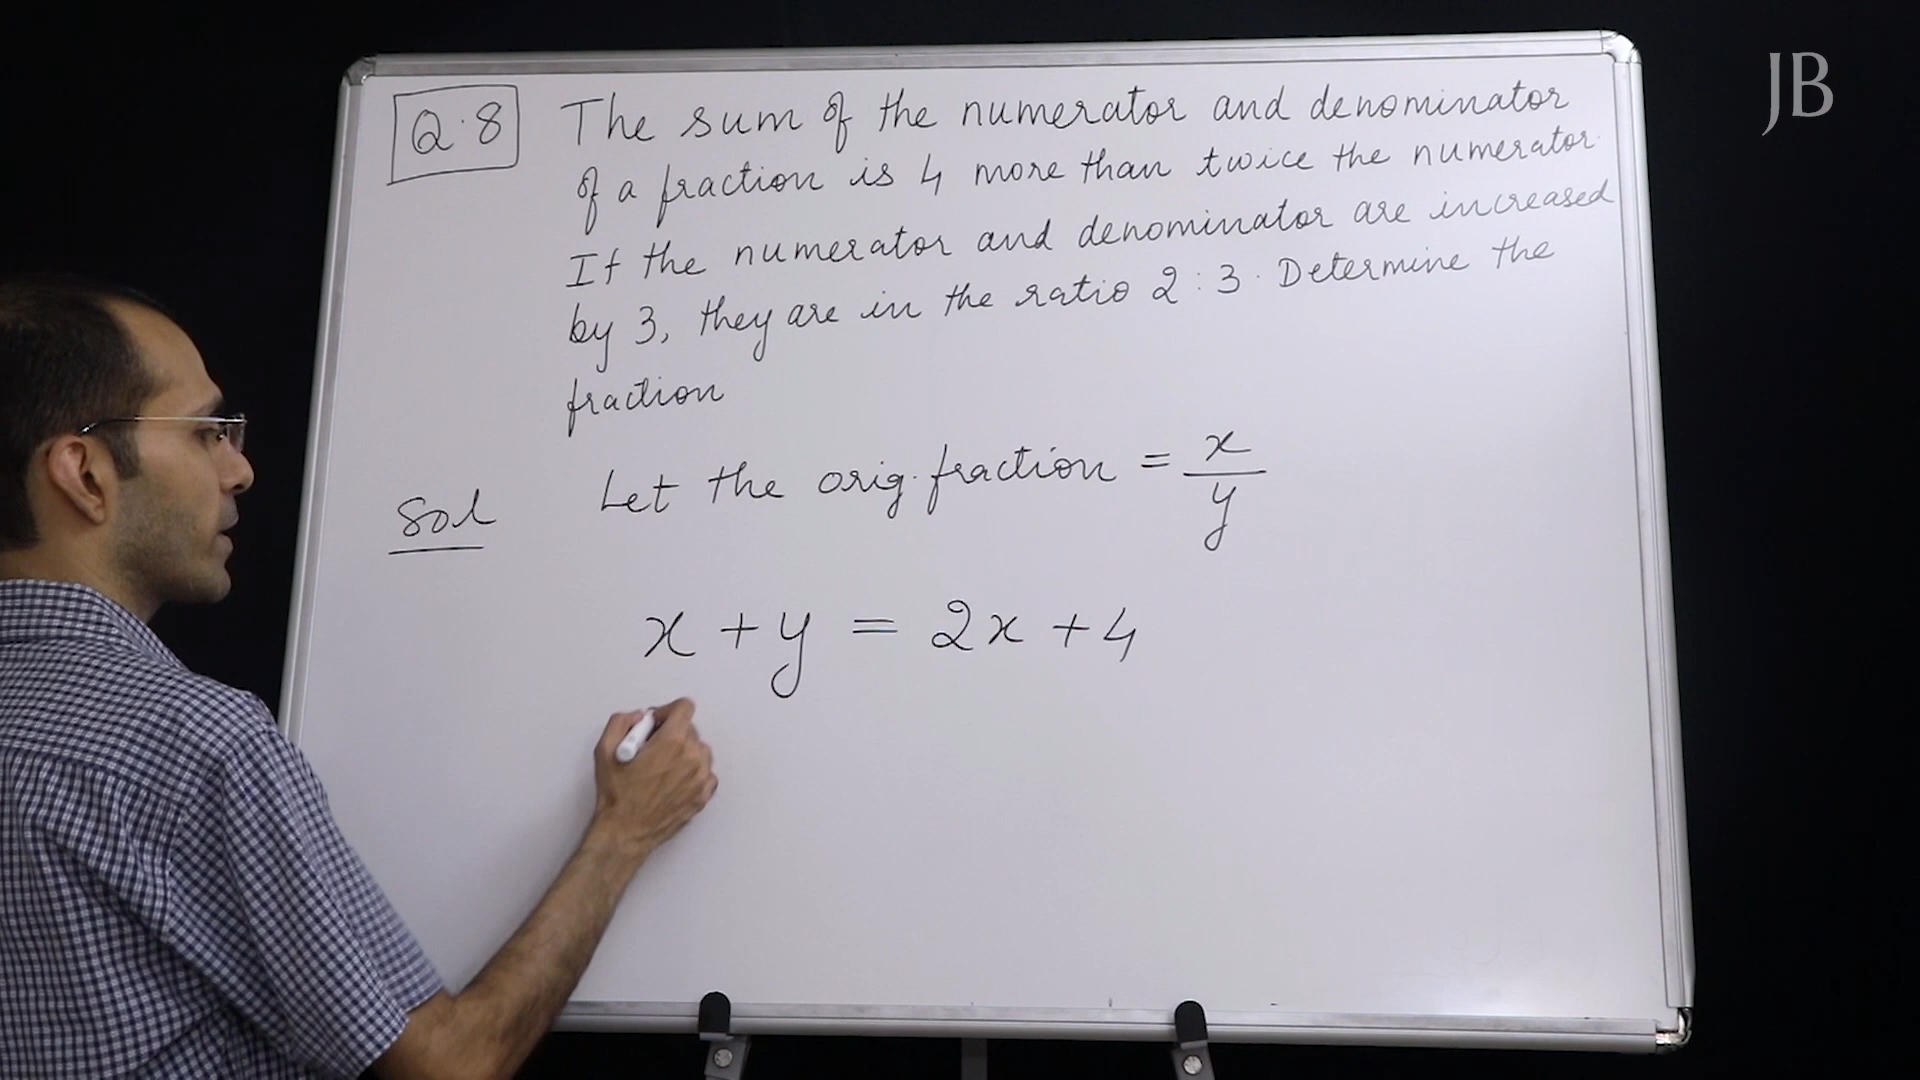 JB
Q.8 The sum of the numerator and denominator
of a fraction is 4 more than twice the numerator.
If the numerator and denominator are increased
by 3, they are in the ratio 2:3. Determine the
fraction
Sol Let the orig. fraction = x/y
x + y = 2x + 4